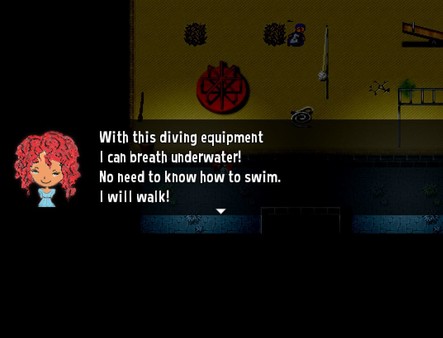 With this diving equipment
I can breath underwater!
No need to know how to swim.
I will walk!